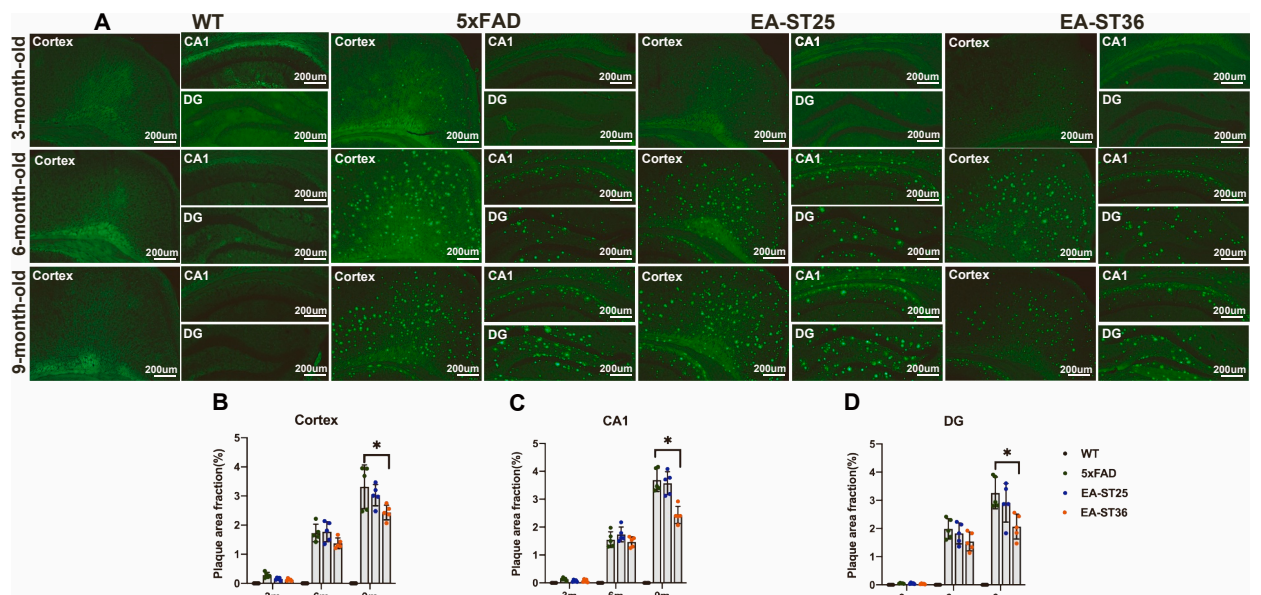 A WT 5xFAD EA-ST25 EA-ST36
3-month-old
Cortex CA1 Cortex CA1 Cortex CA1 Cortex CA1
200um 200um 200um 200um
DG DG DG DG
200um 200um 200um 200um 200um 200um 200um 200um
6-month-old
Cortex CA1 Cortex CA1 Cortex CA1 Cortex CA1
200um 200um 200um 200um
DG DG DG DG
200um 200um 200um 200um 200um 200um 200um 200um
9-month-old
Cortex CA1 Cortex CA1 Cortex CA1 Cortex CA1
200um 200um 200um 200um
DG DG DG DG
200um 200um 200um 200um 200um 200um 200um 200um
B
Cortex
Plaque area fraction(%)
5
4
3
2
1
0
*
C
CA1
Plaque area fraction(%)
5
4
3
2
1
0
*
D
DG
Plaque area fraction(%)
5
4
3
2
1
0
*
WT
5xFAD
EA-ST25
EA-ST36